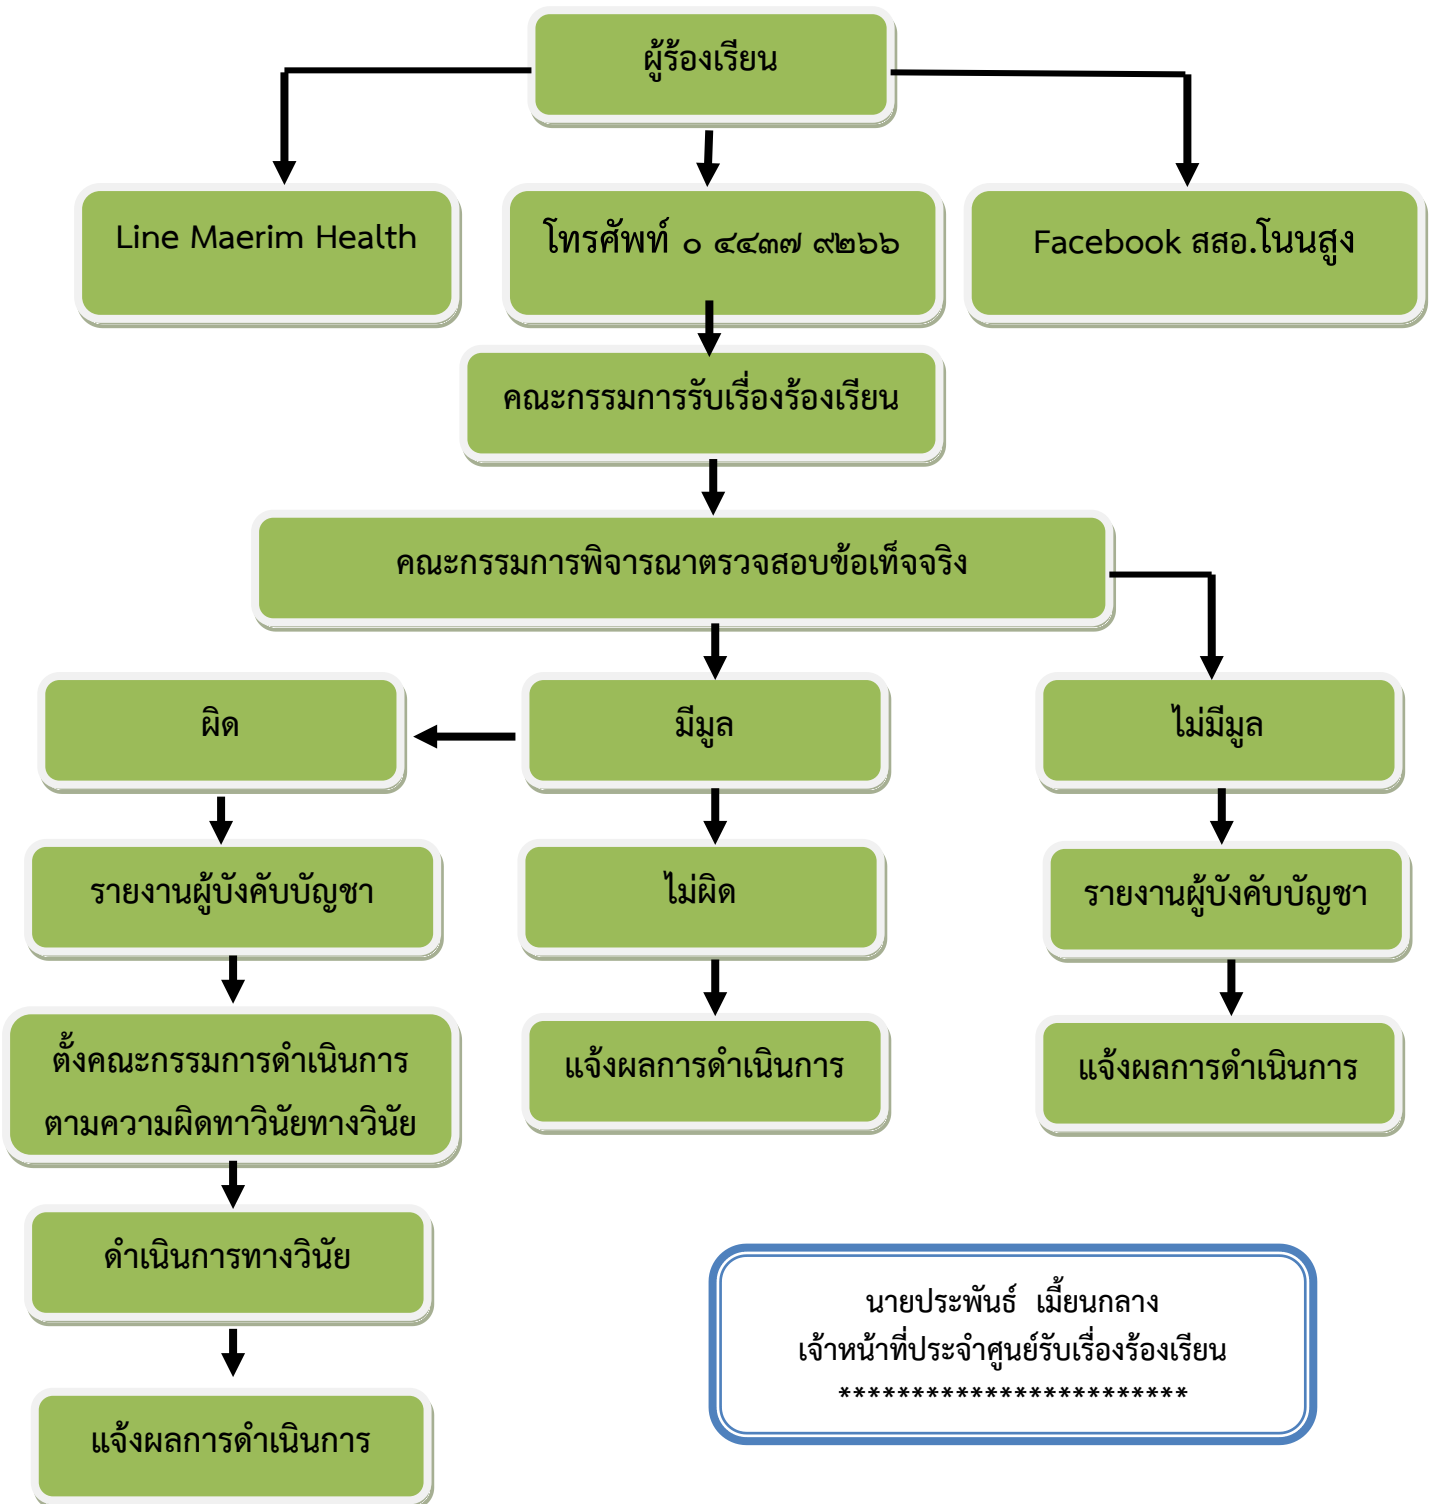 ผู้ร้องเรียน
Line Maerim Health
โทรศัพท์ ๐ ๔๔๓๗ ๙๒๖๖
Facebook สสอ.โนนสูง
คณะกรรมการรับเรื่องร้องเรียน
คณะกรรมการพิจารณาตรวจสอบข้อเท็จจริง
ผิด
มีมูล
ไม่มีมูล
รายงานผู้บังคับบัญชา
ไม่ผิด
รายงานผู้บังคับบัญชา
ตั้งคณะกรรมการดำเนินการ
ตามความผิดทาวินัยทางวินัย
แจ้งผลการดำเนินการ
แจ้งผลการดำเนินการ
ดำเนินการทางวินัย
แจ้งผลการดำเนินการ
นายประพันธ์ เมี้ยนกลาง
เจ้าหน้าที่ประจำศูนย์รับเรื่องร้องเรียน
************************